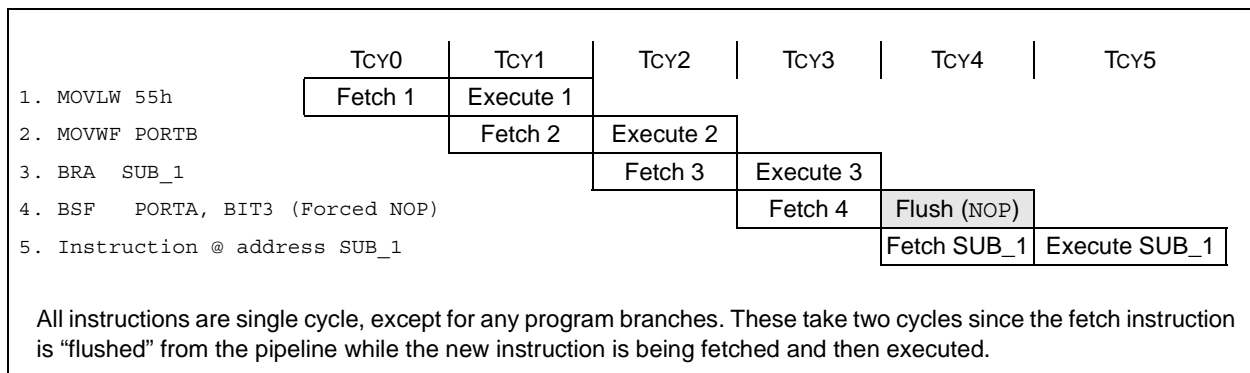 TCY0 TCY1 TCY2 TCY3 TCY4 TCY5
1. MOVLW 55h Fetch 1 Execute 1
2. MOVWF PORTB Fetch 2 Execute 2
3. BRA SUB_1 Fetch 3 Execute 3
4. BSF PORTA, BIT3 (Forced NOP) Fetch 4 Flush (NOP)
5. Instruction @ address SUB_1 Fetch SUB_1 Execute SUB_1
All instructions are single cycle, except for any program branches. These take two cycles since the fetch instruction
is “flushed” from the pipeline while the new instruction is being fetched and then executed.